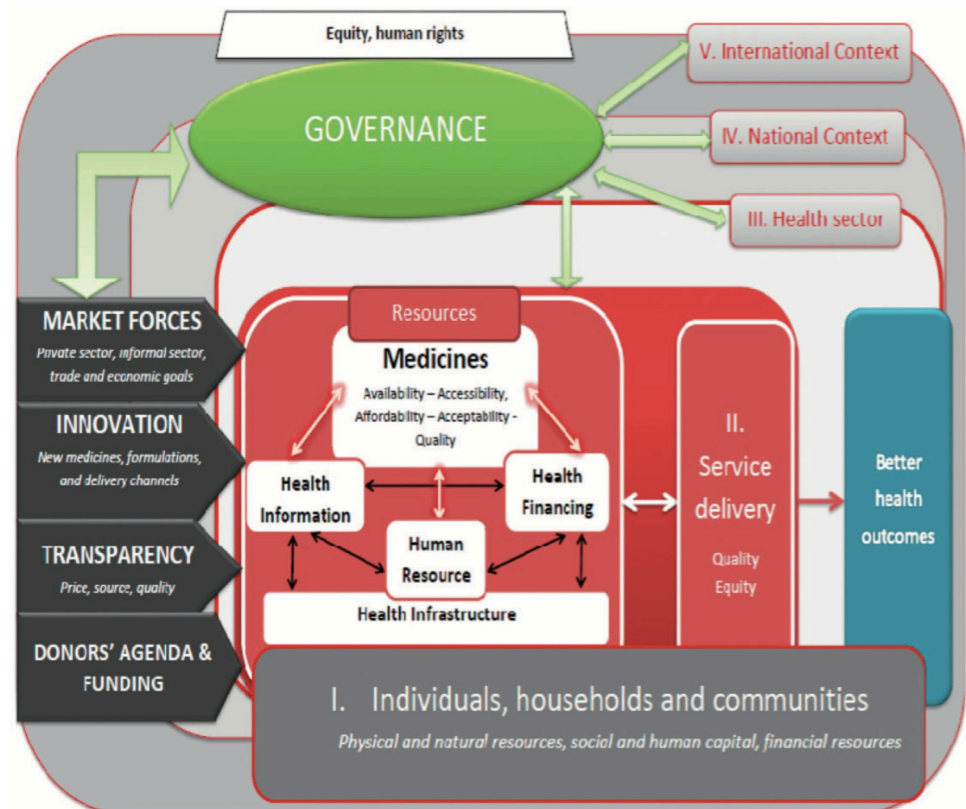 Equity, human rights
GOVERNANCE
V. International Context
IV. National Context
III. Health sector
MARKET FORCES
Private sector, informal sector,
trade and economic goals
INNOVATION
New medicines, formulations,
and delivery channels
TRANSPARENCY
Price, source, quality
DONORS' AGENDA &
FUNDING
Resources
Medicines
Availability – Accessibility,
Affordability – Acceptability -
Quality
Health
Information
Health
Financing
Human
Resource
Health Infrastructure
II.
Service
delivery
Quality
Equity
Better
health
outcomes
I. Individuals, households and communities
Physical and natural resources, social and human capital, financial resources